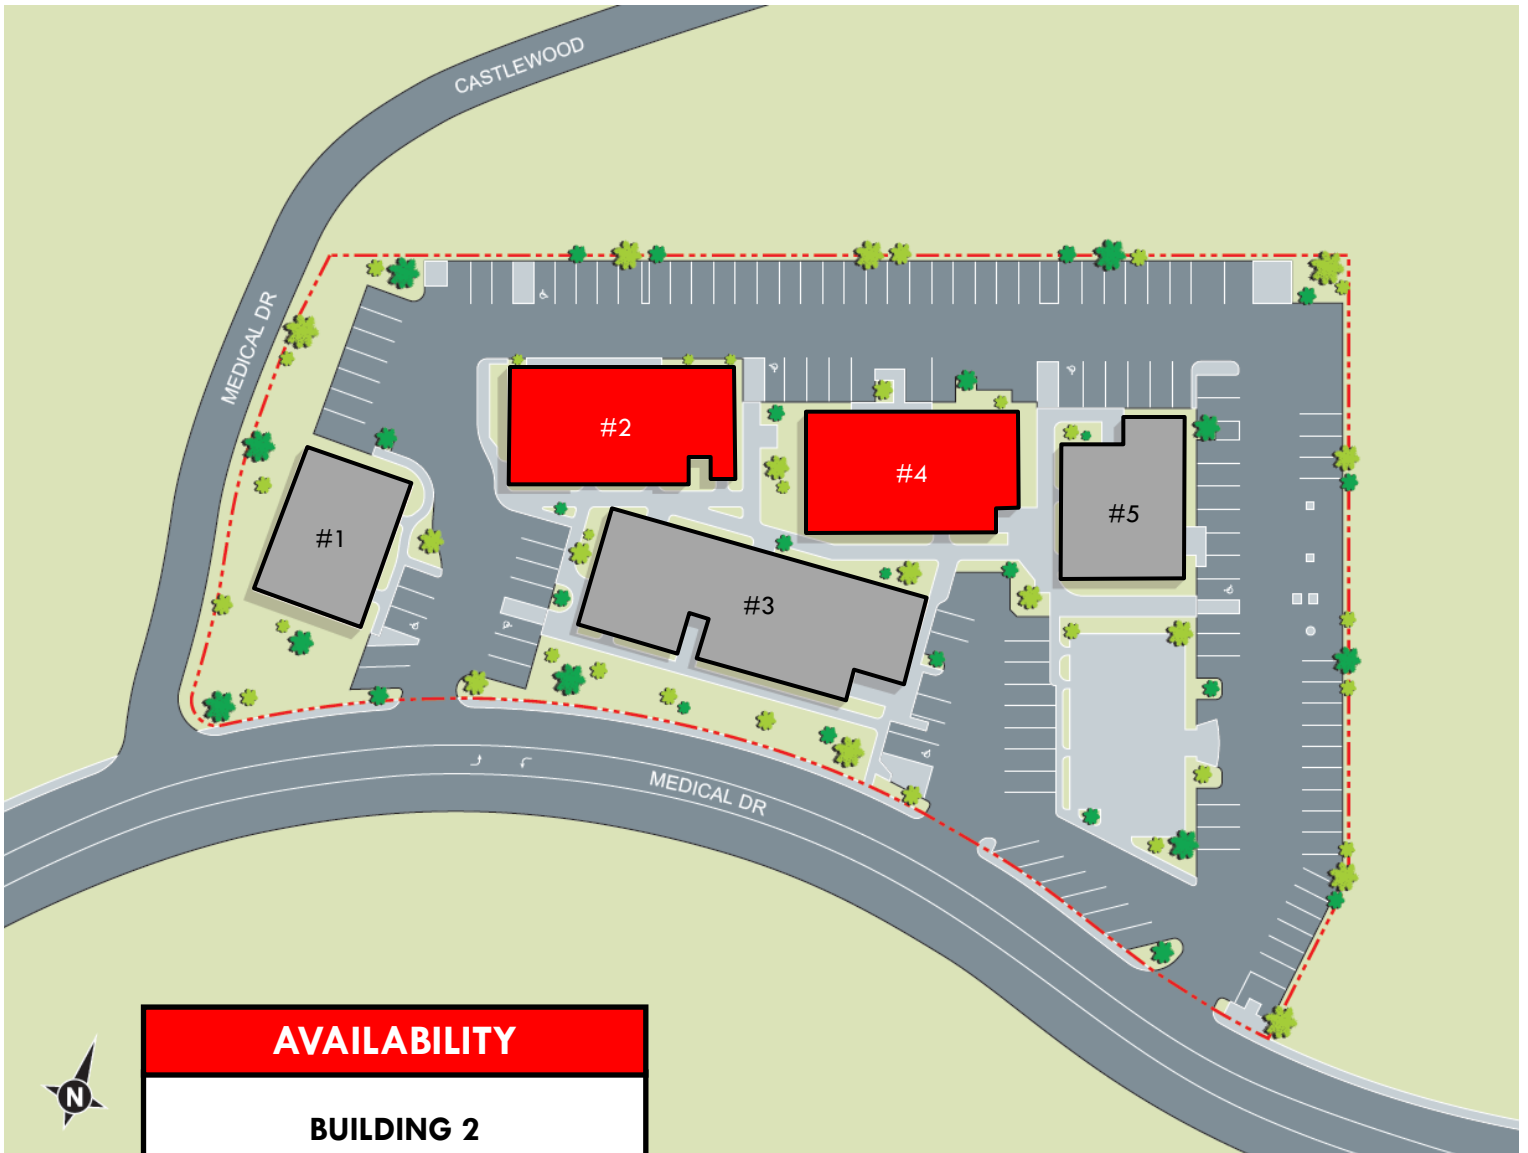 CASTLEWOOD
MEDICAL DR
#2
#4
#5
#1
#3
MEDICAL DR
AVAILABILITY
N
BUILDING 2